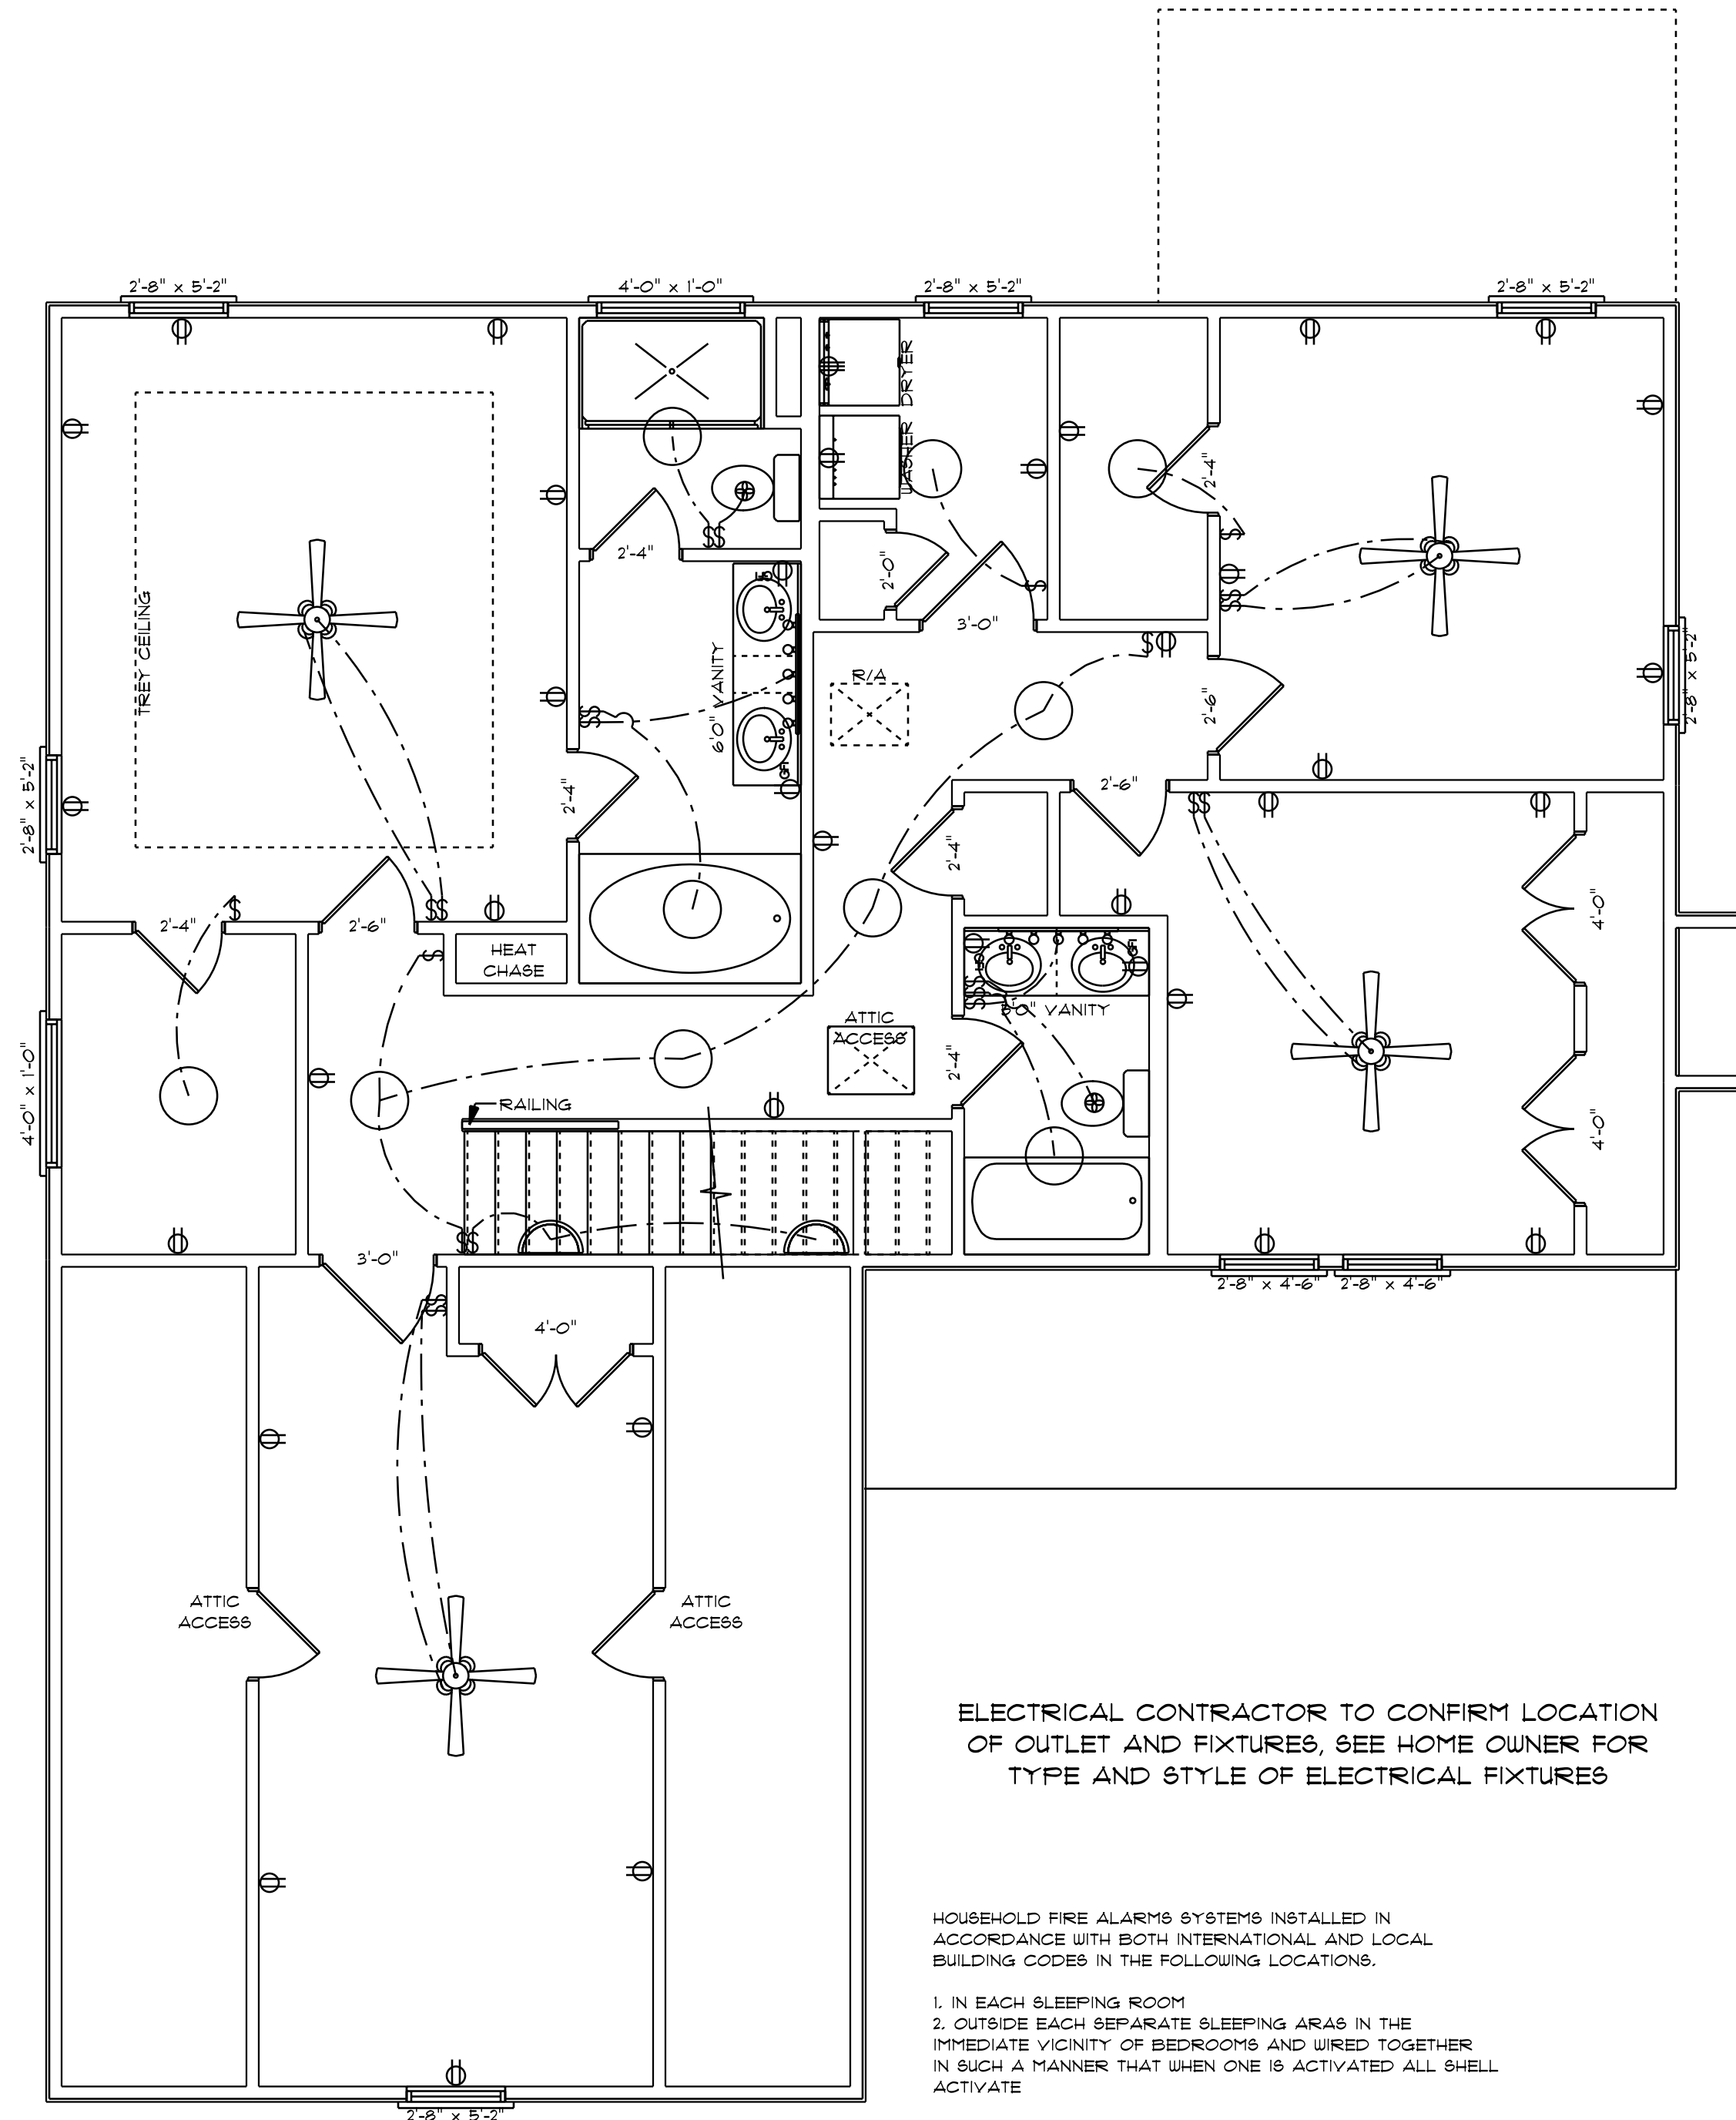 2'-8" x 5'-2"
4'-0" x 1'-0"
2'-8" x 5'-2"
2'-8" x 5'-2"
DRYER
WASHER
2'-4"
2'-4"
2'-0"
3'-0"
TREY CEILING
6'0" VANITY
GFI
GFI
R/A
2'-6"
2'-8" x 5'-2"
2'-8" x 5'-2"
2'-4"
2'-6"
2'-4"
2'-4"
2'-6"
4'-0"
HEAT
CHASE
GFI
GFI
5'0" VANITY
ATTIC
ACCESS
2'-4"
4'-0" x 1'-0"
RAILING
4'-0"
3'-0"
2'-8" x 4'-6"
2'-8" x 4'-6"
4'-0"
ATTIC
ACCESS
ATTIC
ACCESS
ELECTRICAL CONTRACTOR TO CONFIRM LOCATION
OF OUTLET AND FIXTURES, SEE HOME OWNER FOR
TYPE AND STYLE OF ELECTRICAL FIXTURES
HOUSEHOLD FIRE ALARMS SYSTEMS INSTALLED IN
ACCORDANCE WITH BOTH INTERNATIONAL AND LOCAL
BUILDING CODES IN THE FOLLOWING LOCATIONS.
1. IN EACH SLEEPING ROOM
2. OUTSIDE EACH SEPARATE SLEEPING ARAS IN THE
IMMEDIATE VICINITY OF BEDROOMS AND WIRED TOGETHER
IN SUCH A MANNER THAT WHEN ONE IS ACTIVATED ALL SHELL
ACTIVATE
2'-8" x 5'-2"